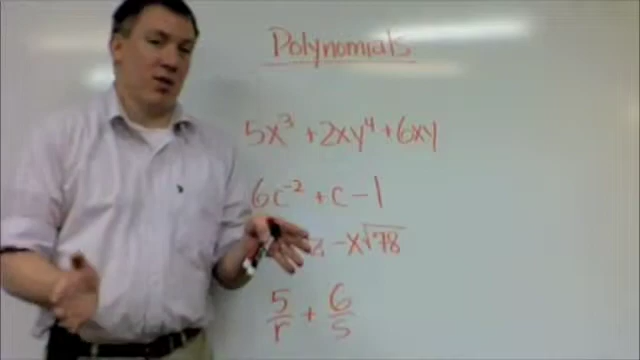 Polynomials
5x³ + 2xy⁴ + 6xy
6c⁻² + c - 1
- x√78
5/r + 6/s